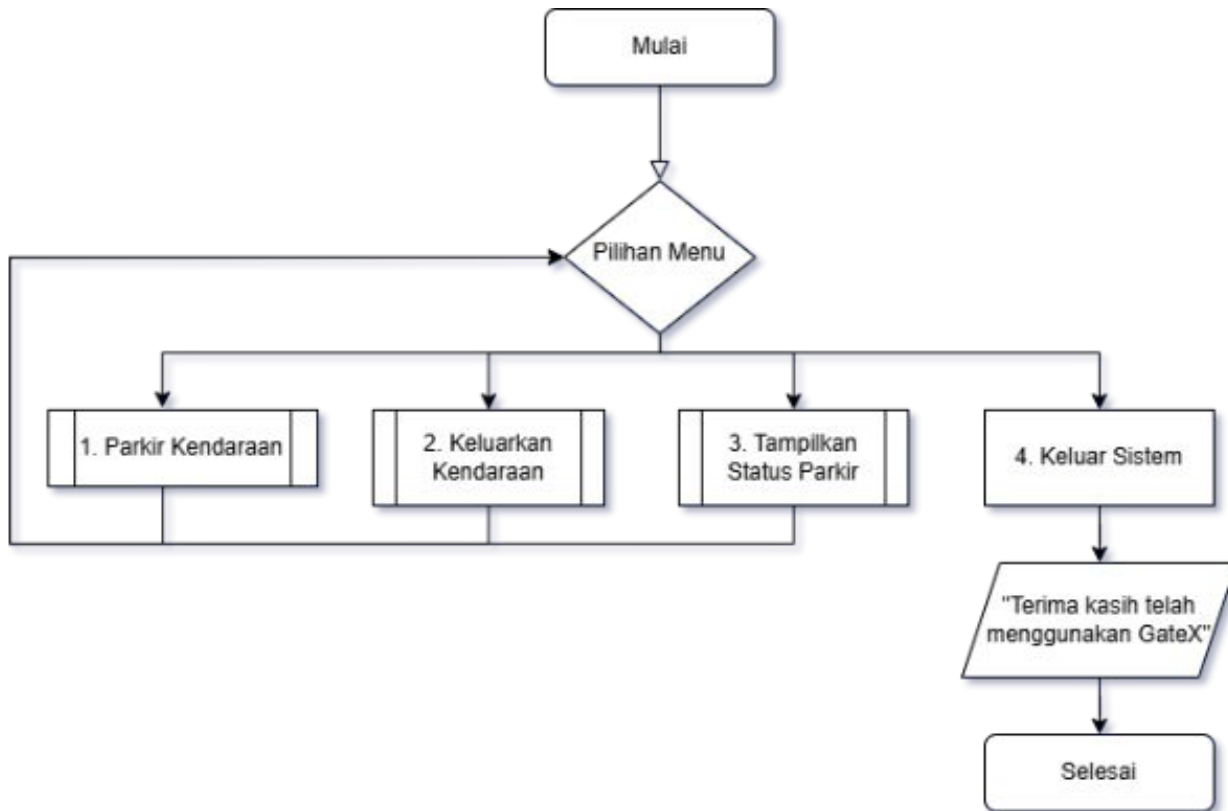 Mulai
Pilihan Menu
1. Parkir Kendaraan
2. Keluarkan
Kendaraan
3. Tampilkan
Status Parkir
4. Keluar Sistem
"Terima kasih telah
menggunakan GateX"
Selesai